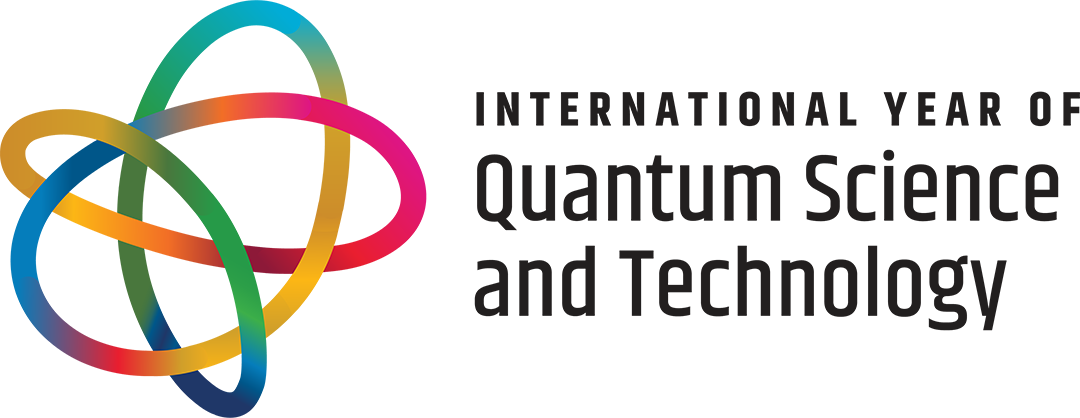 INTERNATIONAL YEAR OF
Quantum Science
and Technology